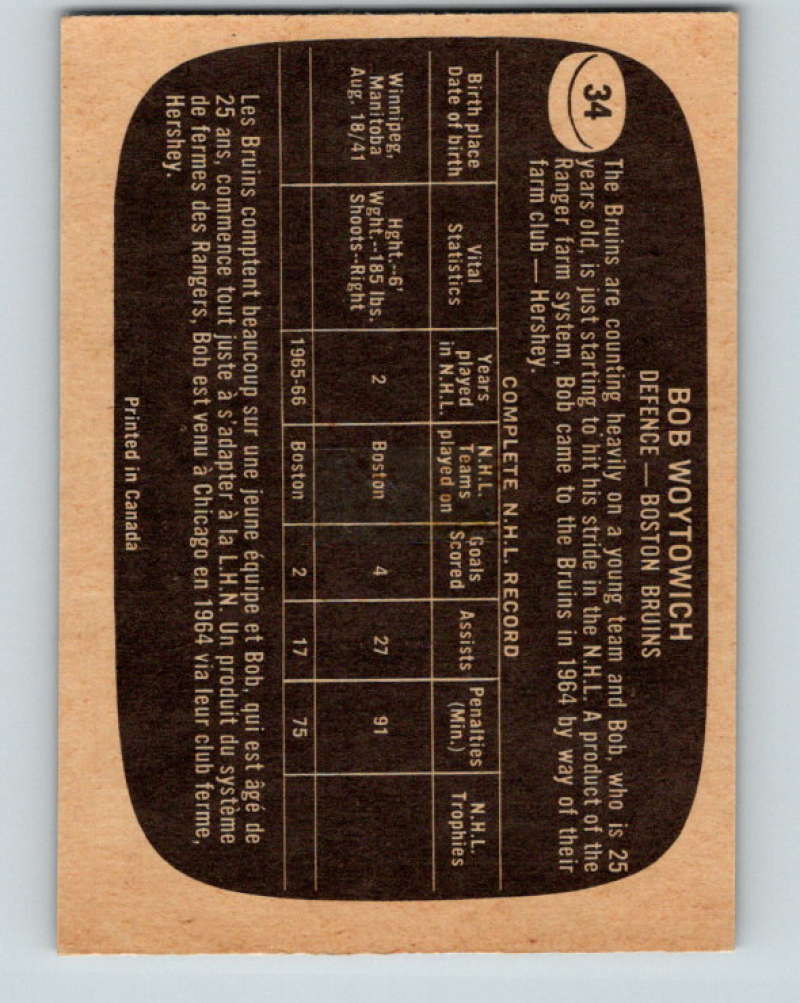 BOB WOYTOWICH
DEFENCE — BOSTON BRUINS
34
The Bruins are counting heavily on a young team and Bob, who is 25
years old, is just starting to hit his stride in the N.H.L. A product of the
Ranger farm system, Bob came to the Bruins in 1964 by way of their
farm club — Hershey.
COMPLETE N.H.L. RECORD
Birth place
Date of birth
Vital
Statistics
Years
played
in N.H.L.
N.H.L.
Teams
played on
Goals
Scored
Assists
Penalties
(Min.)
N.H.L.
Trophies
Winnipeg,
Manitoba
Aug. 18/41
Hght.--6'
Wght.--185 lbs.
Shoots--Right
2
Boston
4
27
91
1965-66
Boston
2
17
75
Les Bruins comptent beaucoup sur une jeune équipe et Bob, qui est âgé de
25 ans, commence tout juste à s'adapter à la L.H.N. Un produit du système
de fermes des Rangers, Bob est venu à Chicago en 1964 via leur club ferme,
Hershey.
Printed in Canada